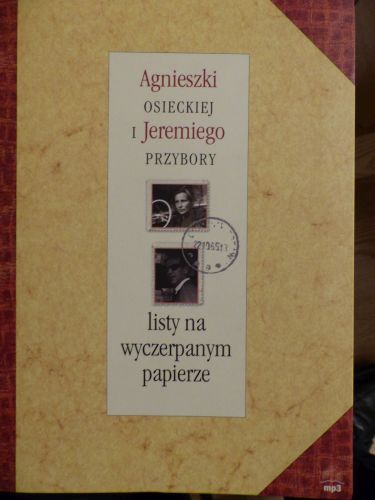 Agnieszki
OSIECKIEJ
I Jeremiego
PRZYBORY
listy na
wyczerpanym
papierze
mp3